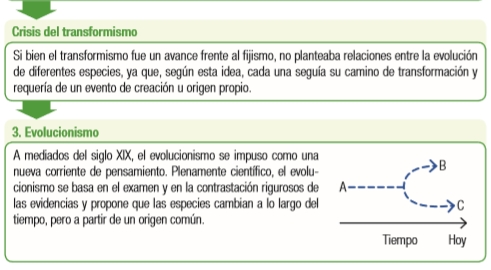 Crisis del transformismo
Si bien el transformismo fue un avance frente al fijismo, no planteaba relaciones entre la evolución
de diferentes especies, ya que, según esta idea, cada una seguía su camino de transformación y
requería de un evento de creación u origen propio.
3. Evolucionismo
A mediados del siglo XIX, el evolucionismo se impuso como una
nueva corriente de pensamiento. Plenamente científico, el evolu-
cionismo se basa en el examen y en la contrastación rigurosos de
las evidencias y propone que las especies cambian a lo largo del
tiempo, pero a partir de un origen común.
B
A
C
Tiempo Hoy